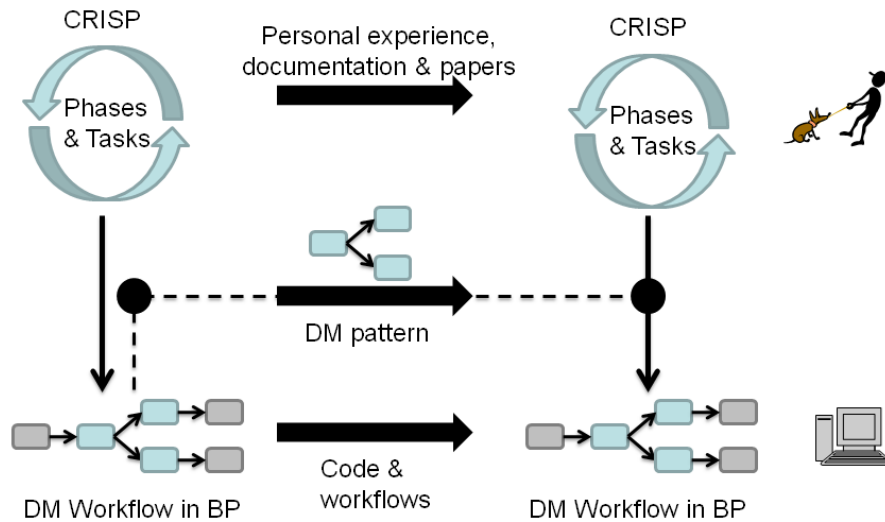 CRISP
Personal experience,
documentation & papers
CRISP
Phases
& Tasks
Phases
& Tasks
DM pattern
Code &
workflows
DM Workflow in BP
DM Workflow in BP